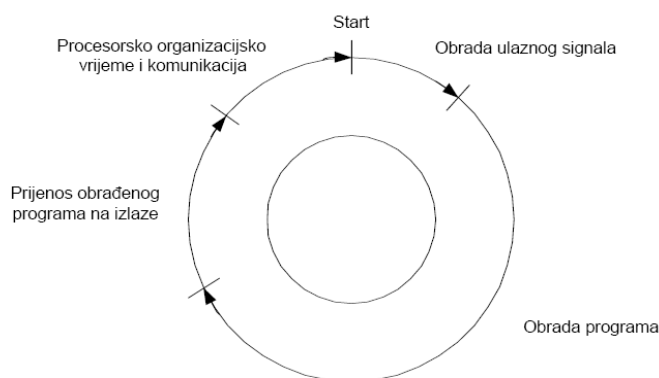 Start
Procesorsko organizacijsko
vrijeme i komunikacija
Obrada ulaznog signala
Prijenos obrađenog
programa na izlaze
Obrada programa